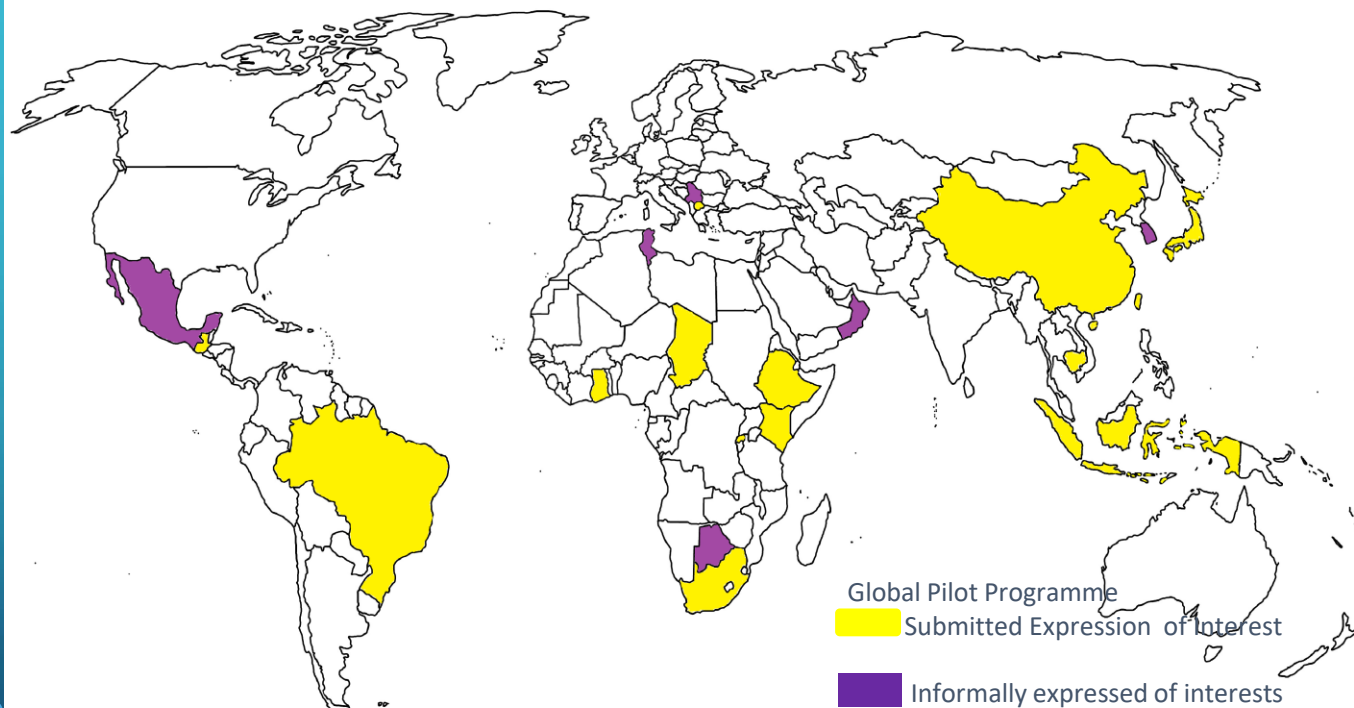 Global Pilot Programme
Submitted Expression of Interest
Informally expressed of interests